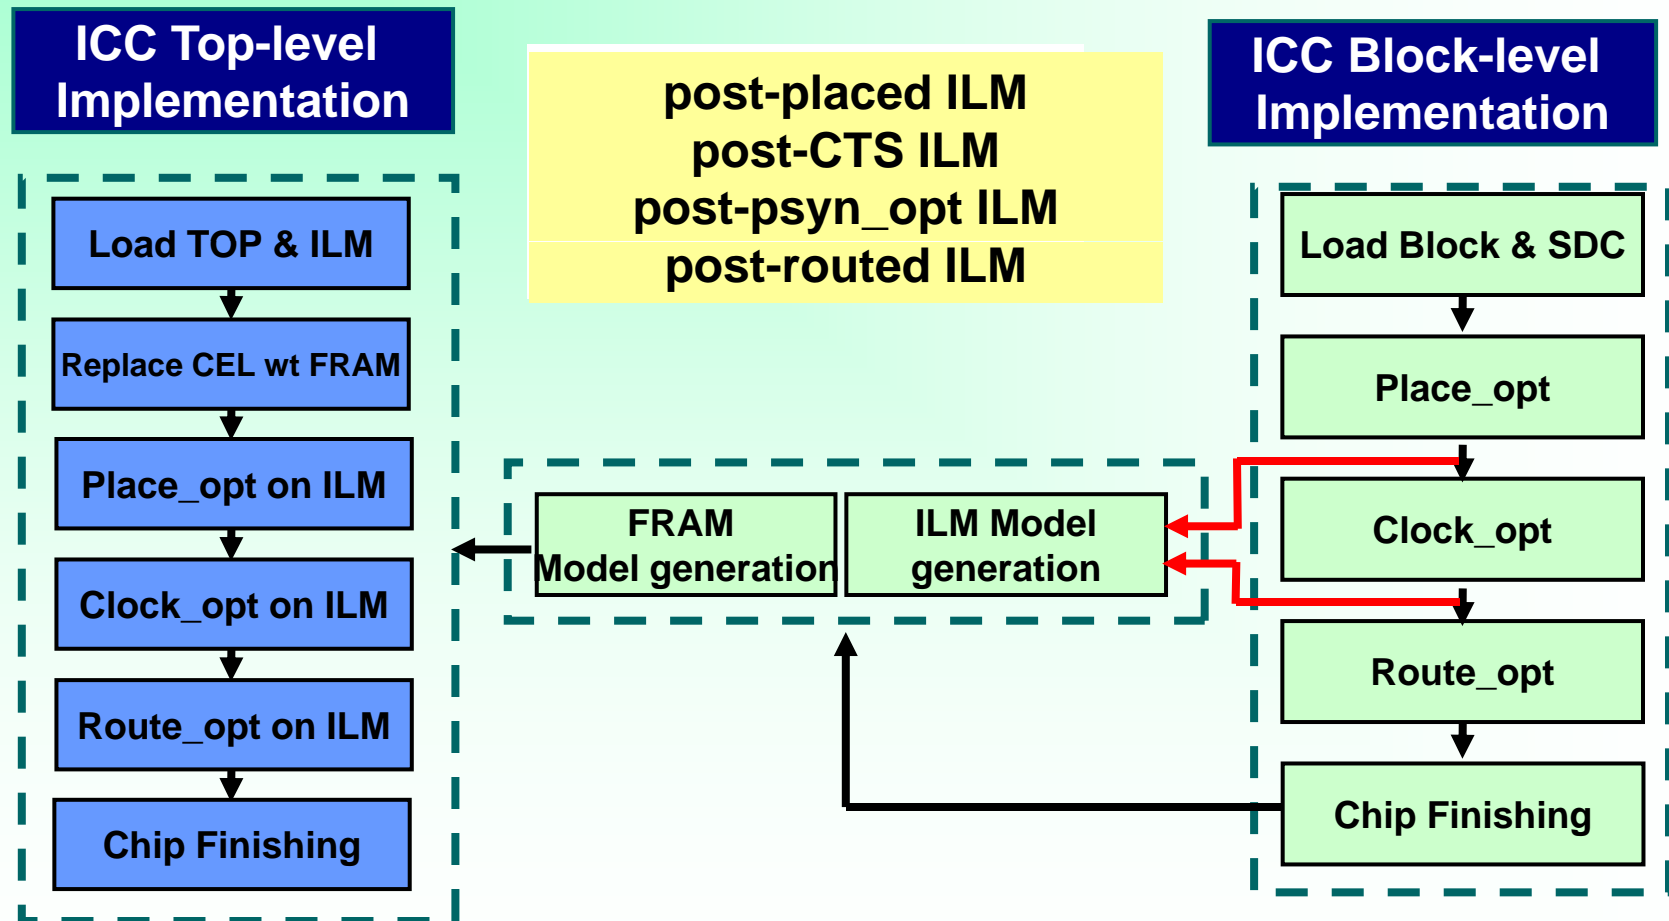 ICC Top-level
Implementation
post-placed ILM
post-CTS ILM
post-psyn_opt ILM
post-routed ILM
ICC Block-level
Implementation
Load TOP & ILM
Replace CEL wt FRAM
Place_opt on ILM
Clock_opt on ILM
Route_opt on ILM
Chip Finishing
FRAM
Model generation
ILM Model
generation
Load Block & SDC
Place_opt
Clock_opt
Route_opt
Chip Finishing